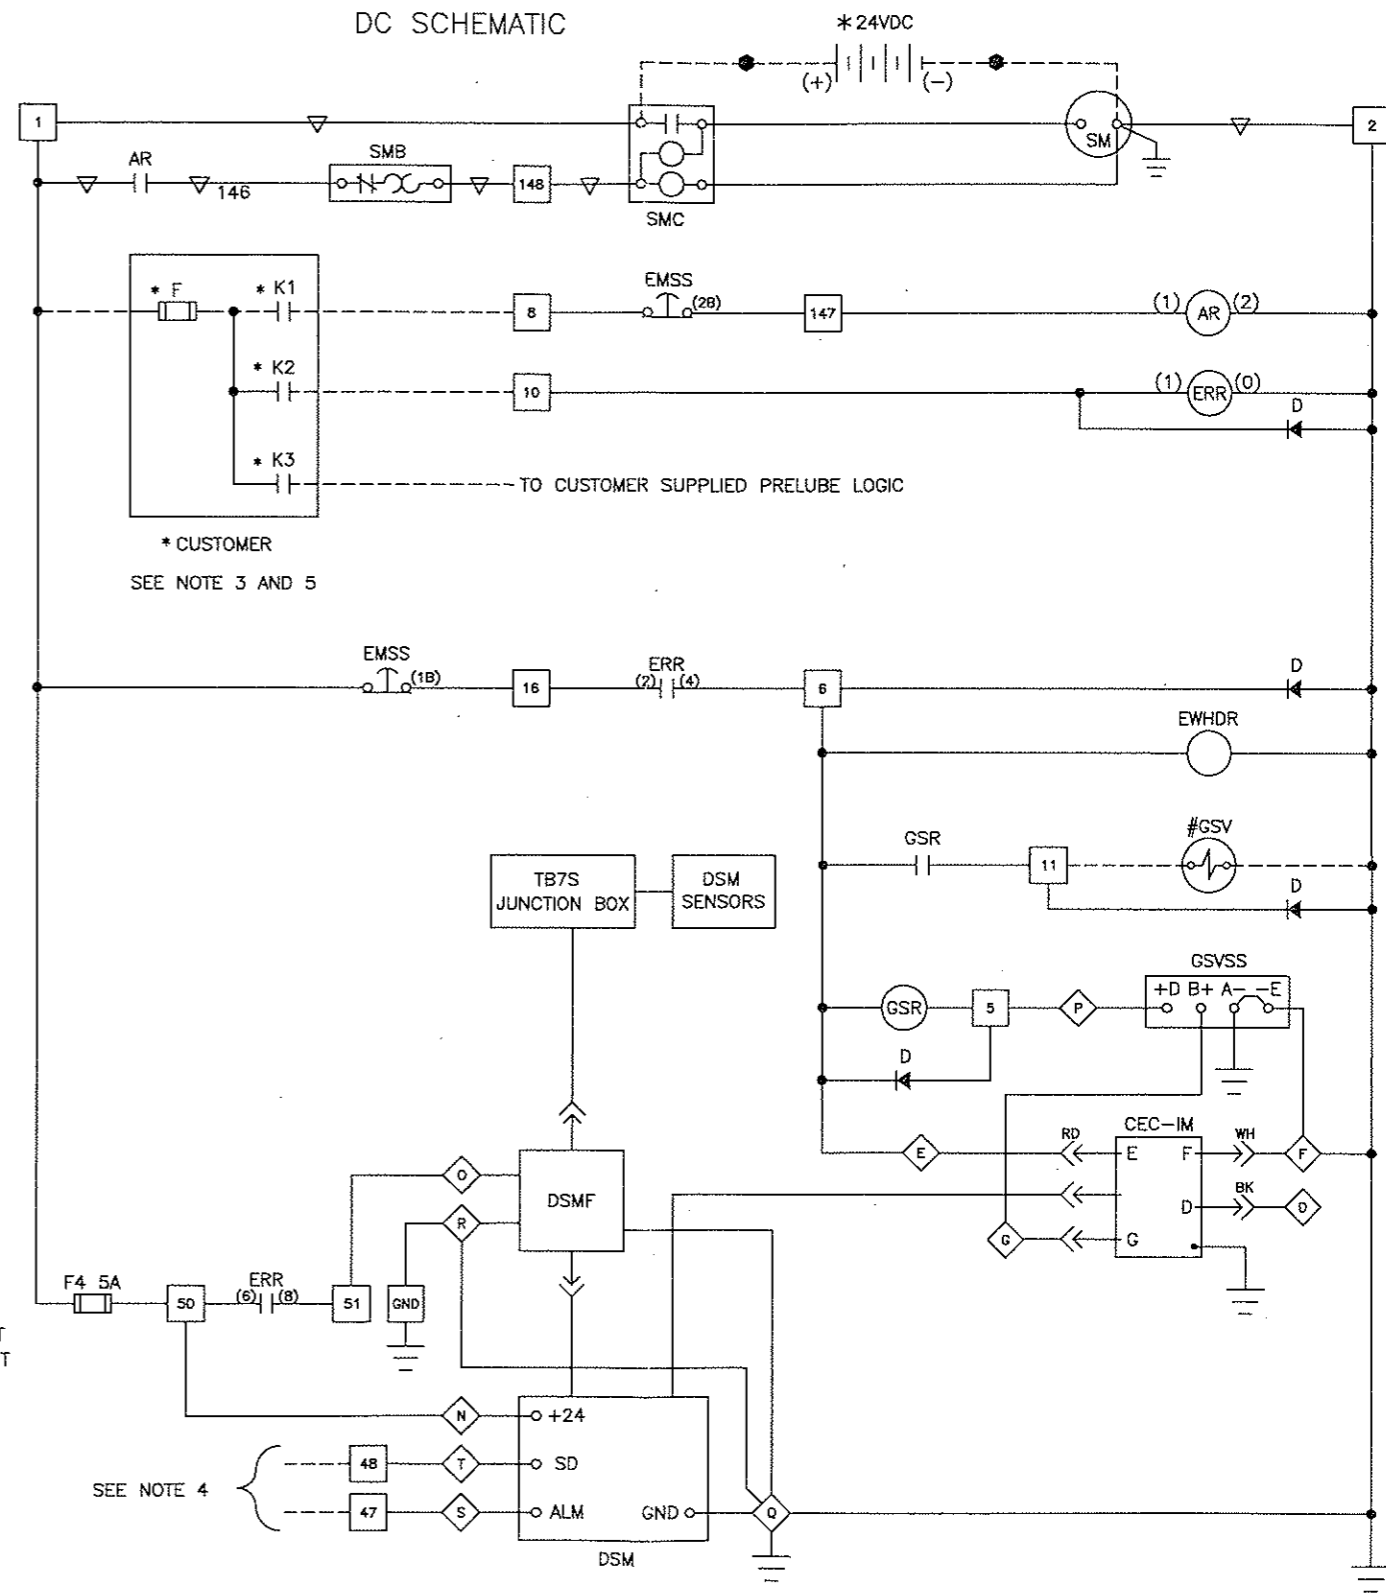 DC SCHEMATIC
*24VDC
(+)
(-)
1
2
SM
AR
146
SMB
148
SMC
* F
* K1
8
EMSS
(2B)
147
(1)
AR
(2)
* K2
10
(1)
ERR
(0)
D
* K3
TO CUSTOMER SUPPLIED PRELUBE LOGIC
* CUSTOMER
SEE NOTE 3 AND 5
EMSS
(1B)
16
ERR
(2)
(4)
6
D
EWHDR
GSR
11
#GSV
D
TB7S
JUNCTION BOX
DSM
SENSORS
GSVSS
+D B+ A- -E
GSR
5
P
D
CEC-IM
E
RD
E
F
WH
F
D
BK
D
G
G
O
R
DSMF
F4 5A
50
ERR
(6)
(8)
51
GND
T
T
N
+24
48
T
SD
SEE NOTE 4
47
S
ALM
GND
Q
DSM